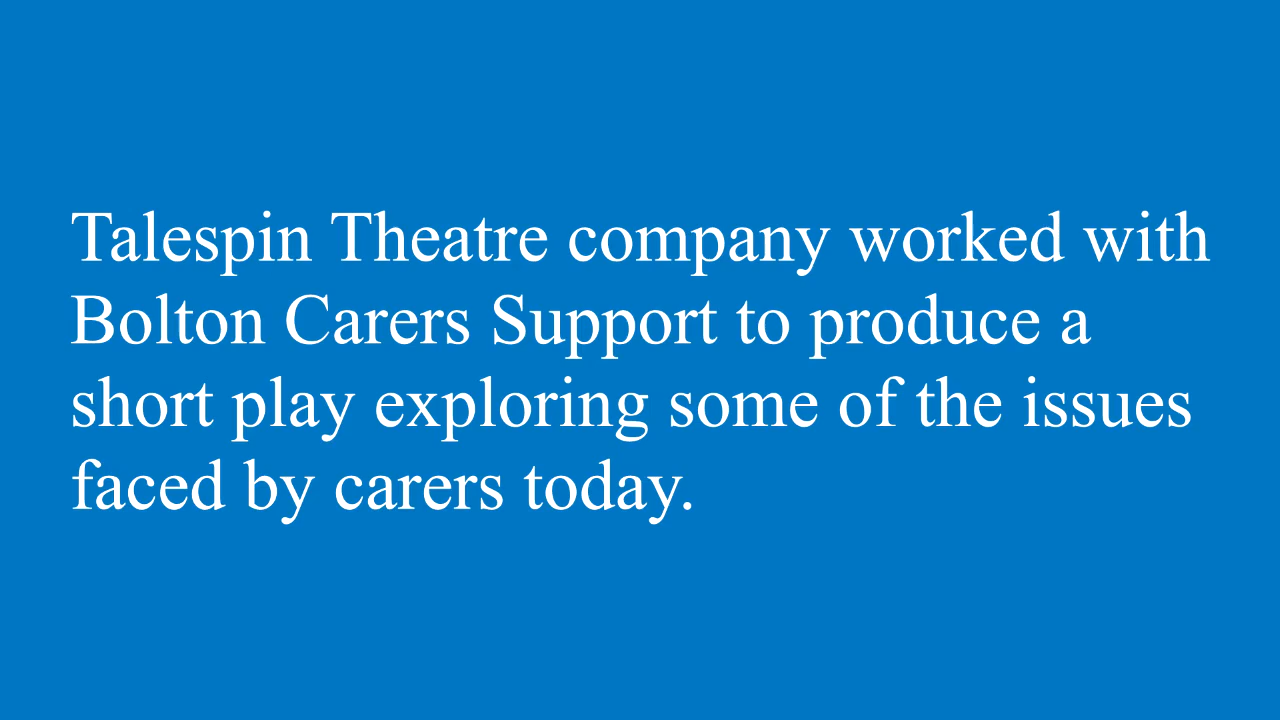 Talespin Theatre company worked with
Bolton Carers Support to produce a
short play exploring some of the issues
faced by carers today.